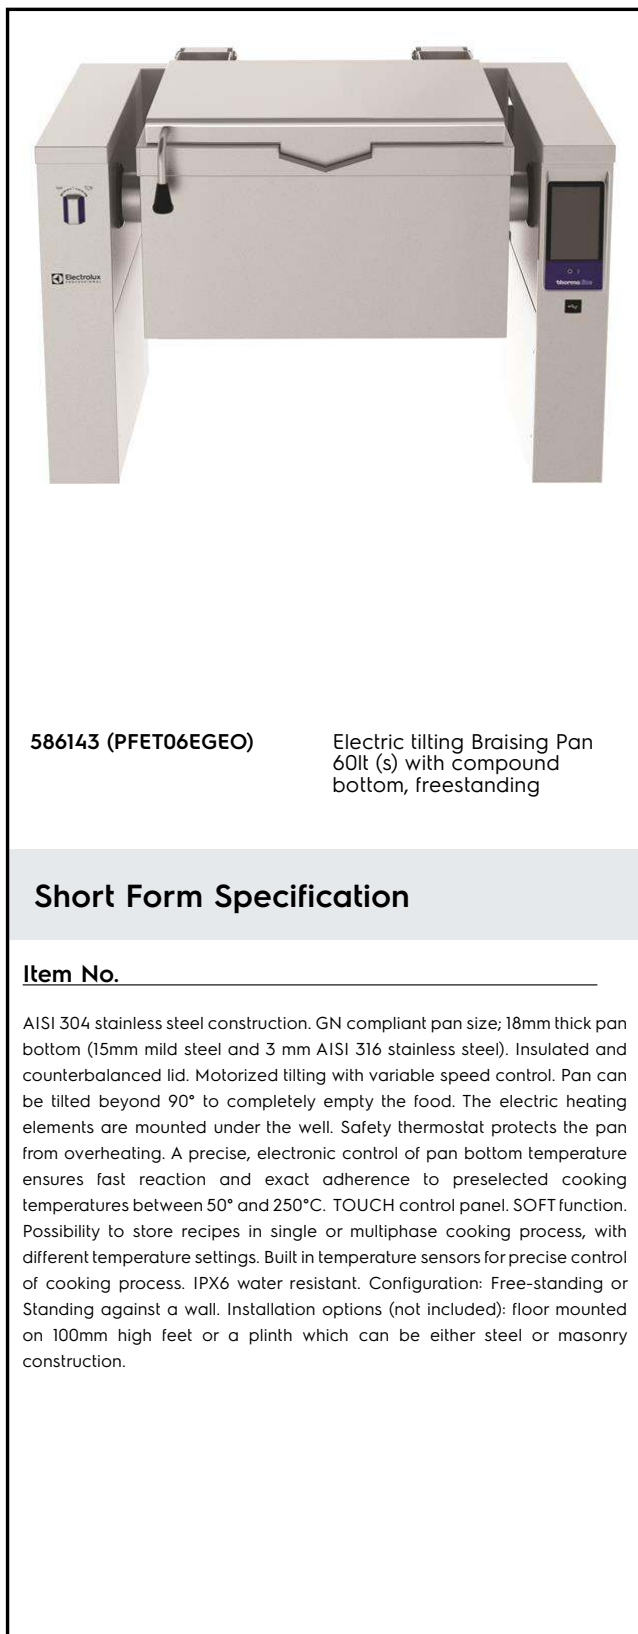 Electrolux
PROFESSIONAL
thermaline
586143 (PFET06EGEO)
Electric tilting Braising Pan
60lt (s) with compound
bottom, freestanding
Short Form Specification
Item No.
AISI 304 stainless steel construction. GN compliant pan size; 18mm thick pan
bottom (15mm mild steel and 3 mm AISI 316 stainless steel). Insulated and
counterbalanced lid. Motorized tilting with variable speed control. Pan can
be tilted beyond 90° to completely empty the food. The electric heating
elements are mounted under the well. Safety thermostat protects the pan
from overheating. A precise, electronic control of pan bottom temperature
ensures fast reaction and exact adherence to preselected cooking
temperatures between 50° and 250°C. TOUCH control panel. SOFT function.
Possibility to store recipes in single or multiphase cooking process, with
different temperature settings. Built in temperature sensors for precise control
of cooking process. IPX6 water resistant. Configuration: Free-standing or
Standing against a wall. Installation options (not included): floor mounted
on 100mm high feet or a plinth which can be either steel or masonry
construction.